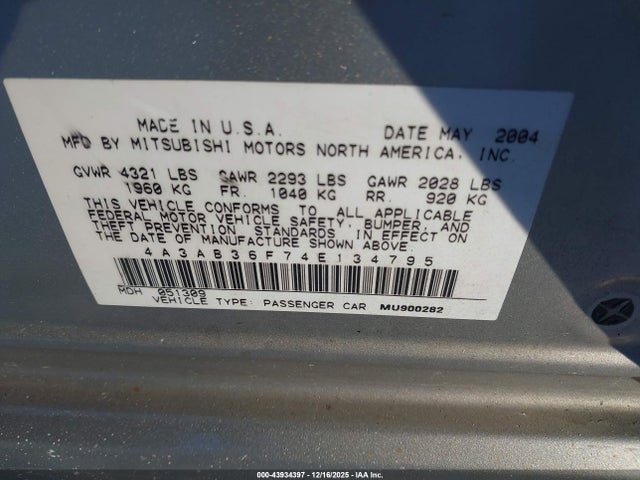 MADE IN U.S.A. DATE MAY 2004
MFD BY MITSUBISHI MOTORS NORTH AMERICA, INC.
GVWR 4321 LBS GAWR 2293 LBS GAWR 2028 LBS
1960 KG FR. 1040 KG RR. 920 KG
THIS VEHICLE CONFORMS TO ALL APPLICABLE
FEDERAL MOTOR VEHICLE SAFETY, BUMPER, AND
THEFT PREVENTION STANDARDS IN EFFECT ON
THE DATE OF MANUFACTURE SHOWN ABOVE.
4A3AB36F74E134795
MDH 051309
VEHICLE TYPE: PASSENGER CAR MU900282
000-43934397 - 12/16/2025 - IAA Inc.